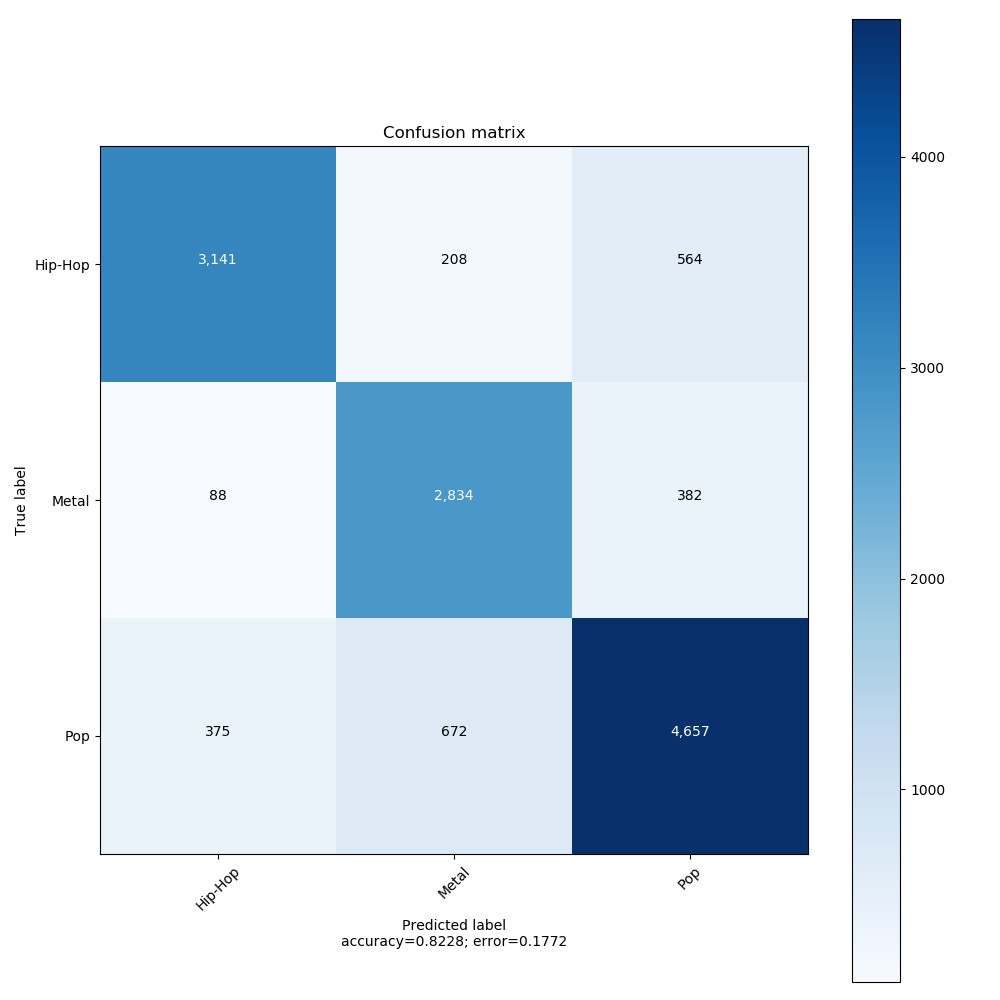 Confusion matrix
True label
Hip-Hop
3,141
208
564
Metal
88
2,834
382
Pop
375
672
4,657
Hip-Hop
Metal
Pop
Predicted label
accuracy=0.8228; error=0.1772
4000
3000
2000
1000